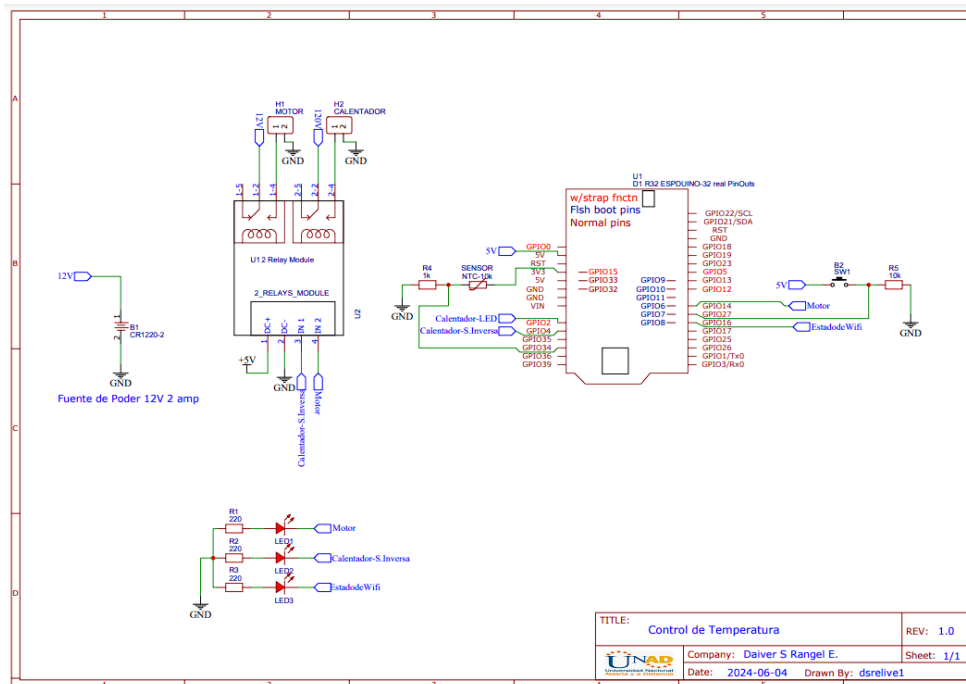 1 2 3 4 5
A
B
C
D
H1
MOTOR
H2
CALENTADOR
12V
120V
1 2
1 2
GND
GND
1-5
1-2
1-4
2-5
2-2
2-4
U1 2 Relay Module
2_RELAYS_MODULE
U2
DC+
DC-
IN 1
IN 2
1
2
3
4
+5V
GND
Calentador-S.Inversa
Motor
12V
1
2
B1
CR1220-2
GND
Fuente de Poder 12V 2 amp
R1
220
LED1
Motor
R2
220
LED2
Calentador-S.Inversa
R3
220
LED3
EstadodeWifi
GND
U1
D1 R32 ESPDUINO-32 real PinOuts
w/strap fnctn
Flsh boot pins
Normal pins
5V
R4
1k
SENSOR
NTC-10k
GND
Calentador-LED
Calentador-S.Inversa
GPIO0
5V
RST
3V3
5V
GND
GND
VIN
GPIO2
GPIO4
GPIO35
GPIO34
GPIO36
GPIO39
GPIO15
GPIO33
GPIO32
GPIO9
GPIO10
GPIO11
GPIO6
GPIO7
GPIO8
GPIO22/SCL
GPIO21/SDA
RST
GND
GPIO18
GPIO19
GPIO23
GPIO5
GPIO13
GPIO12
GPIO14
GPIO27
GPIO16
GPIO17
GPIO25
GPIO26
GPIO1/Tx0
GPIO3/Rx0
5V
B2
SW1
R5
10k
GND
Motor
EstadodeWifi
TITLE:
Control de Temperatura
REV: 1.0
UNAD
Universidad Nacional
Abierta y a Distancia
Company: Daiver S Rangel E.
Sheet: 1/1
Date: 2024-06-04 Drawn By: dsrelive1